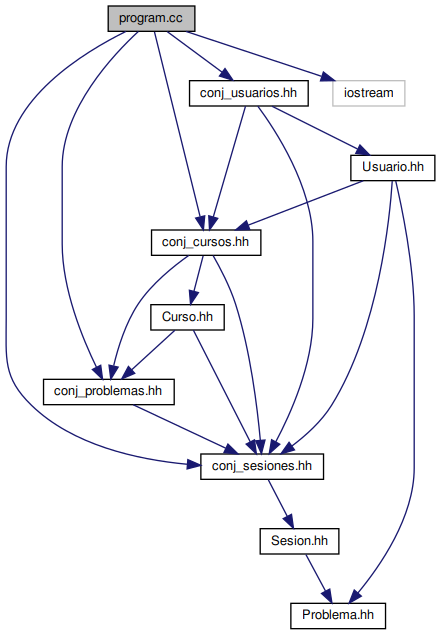 program.cc
conj_usuarios.hh
iostream
Usuario.hh
conj_cursos.hh
Curso.hh
conj_problemas.hh
conj_sesiones.hh
Sesion.hh
Problema.hh